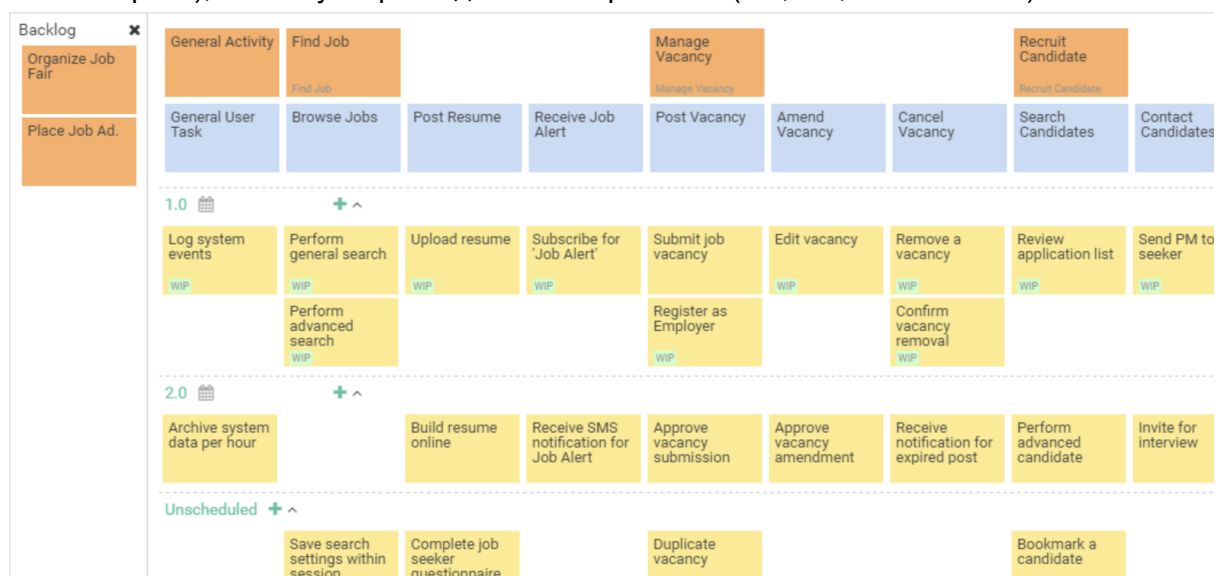 Backlog
Organize Job
Fair
Place Job Ad.
General Activity
Find Job
Find Job
Manage
Vacancy
Manage Vacancy
Recruit
Candidate
Recruit Candidate
General User
Task
Browse Jobs
Post Resume
Receive Job
Alert
Post Vacancy
Amend
Vacancy
Cancel
Vacancy
Search
Candidates
Contact
Candidates
1.0
Log system
events
WIP
Perform
general search
WIP
Upload resume
WIP
Subscribe for
'Job Alert'
WIP
Submit job
vacancy
Edit vacancy
WIP
Remove a
vacancy
WIP
Review
application list
WIP
Send PM to
seeker
WIP
Perform
advanced
search
WIP
Register as
Employer
WIP
Confirm
vacancy
removal
WIP
2.0
Archive system
data per hour
Build resume
online
Receive SMS
notification for
Job Alert
Approve
vacancy
submission
Approve
vacancy
amendment
Receive
notification for
expired post
Perform
advanced
candidate
Invite for
interview
Unscheduled
Save search
settings within
session
Complete job
seeker
questionnaire
Duplicate
vacancy
Bookmark a
candidate